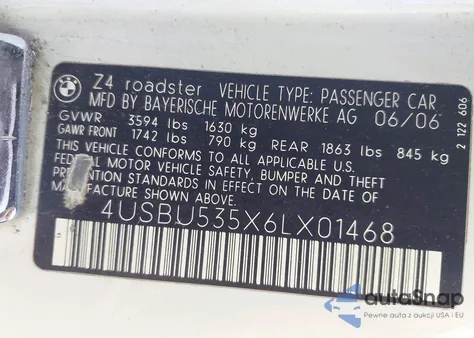 Z4 roadster VEHICLE TYPE: PASSENGER CAR
MFD BY BAYERISCHE MOTORENWERKE AG 06/06
GVWR 3594 lbs 1630 kg
GAWR FRONT 1742 lbs 790 kg REAR 1863 lbs 845 kg
THIS VEHICLE CONFORMS TO ALL APPLICABLE U.S.
FEDERAL MOTOR VEHICLE SAFETY, BUMPER AND THEFT
PREVENTION STANDARDS IN EFFECT ON THE DATE OF
MANUFACTURE SHOWN ABOVE.
4USBU535X6LX01468
2 122 606
autoSnap
Pewne auta z USA i EU